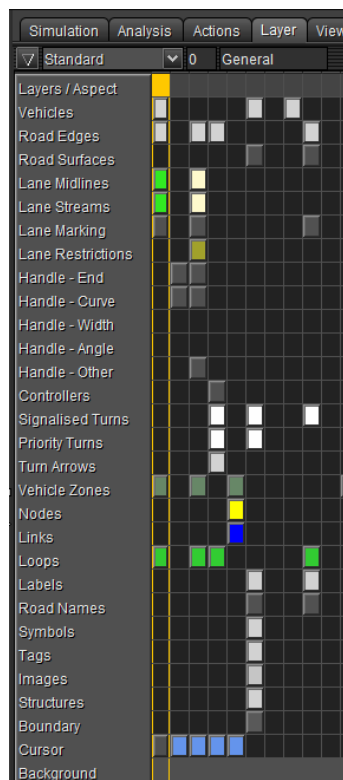 Simulation Analysis Actions Layer View
Standard 0 General
Layers / Aspect
Vehicles
Road Edges
Road Surfaces
Lane Midlines
Lane Streams
Lane Marking
Lane Restrictions
Handle - End
Handle - Curve
Handle - Width
Handle - Angle
Handle - Other
Controllers
Signalised Turns
Priority Turns
Turn Arrows
Vehicle Zones
Nodes
Links
Loops
Labels
Road Names
Symbols
Tags
Images
Structures
Boundary
Cursor
Background